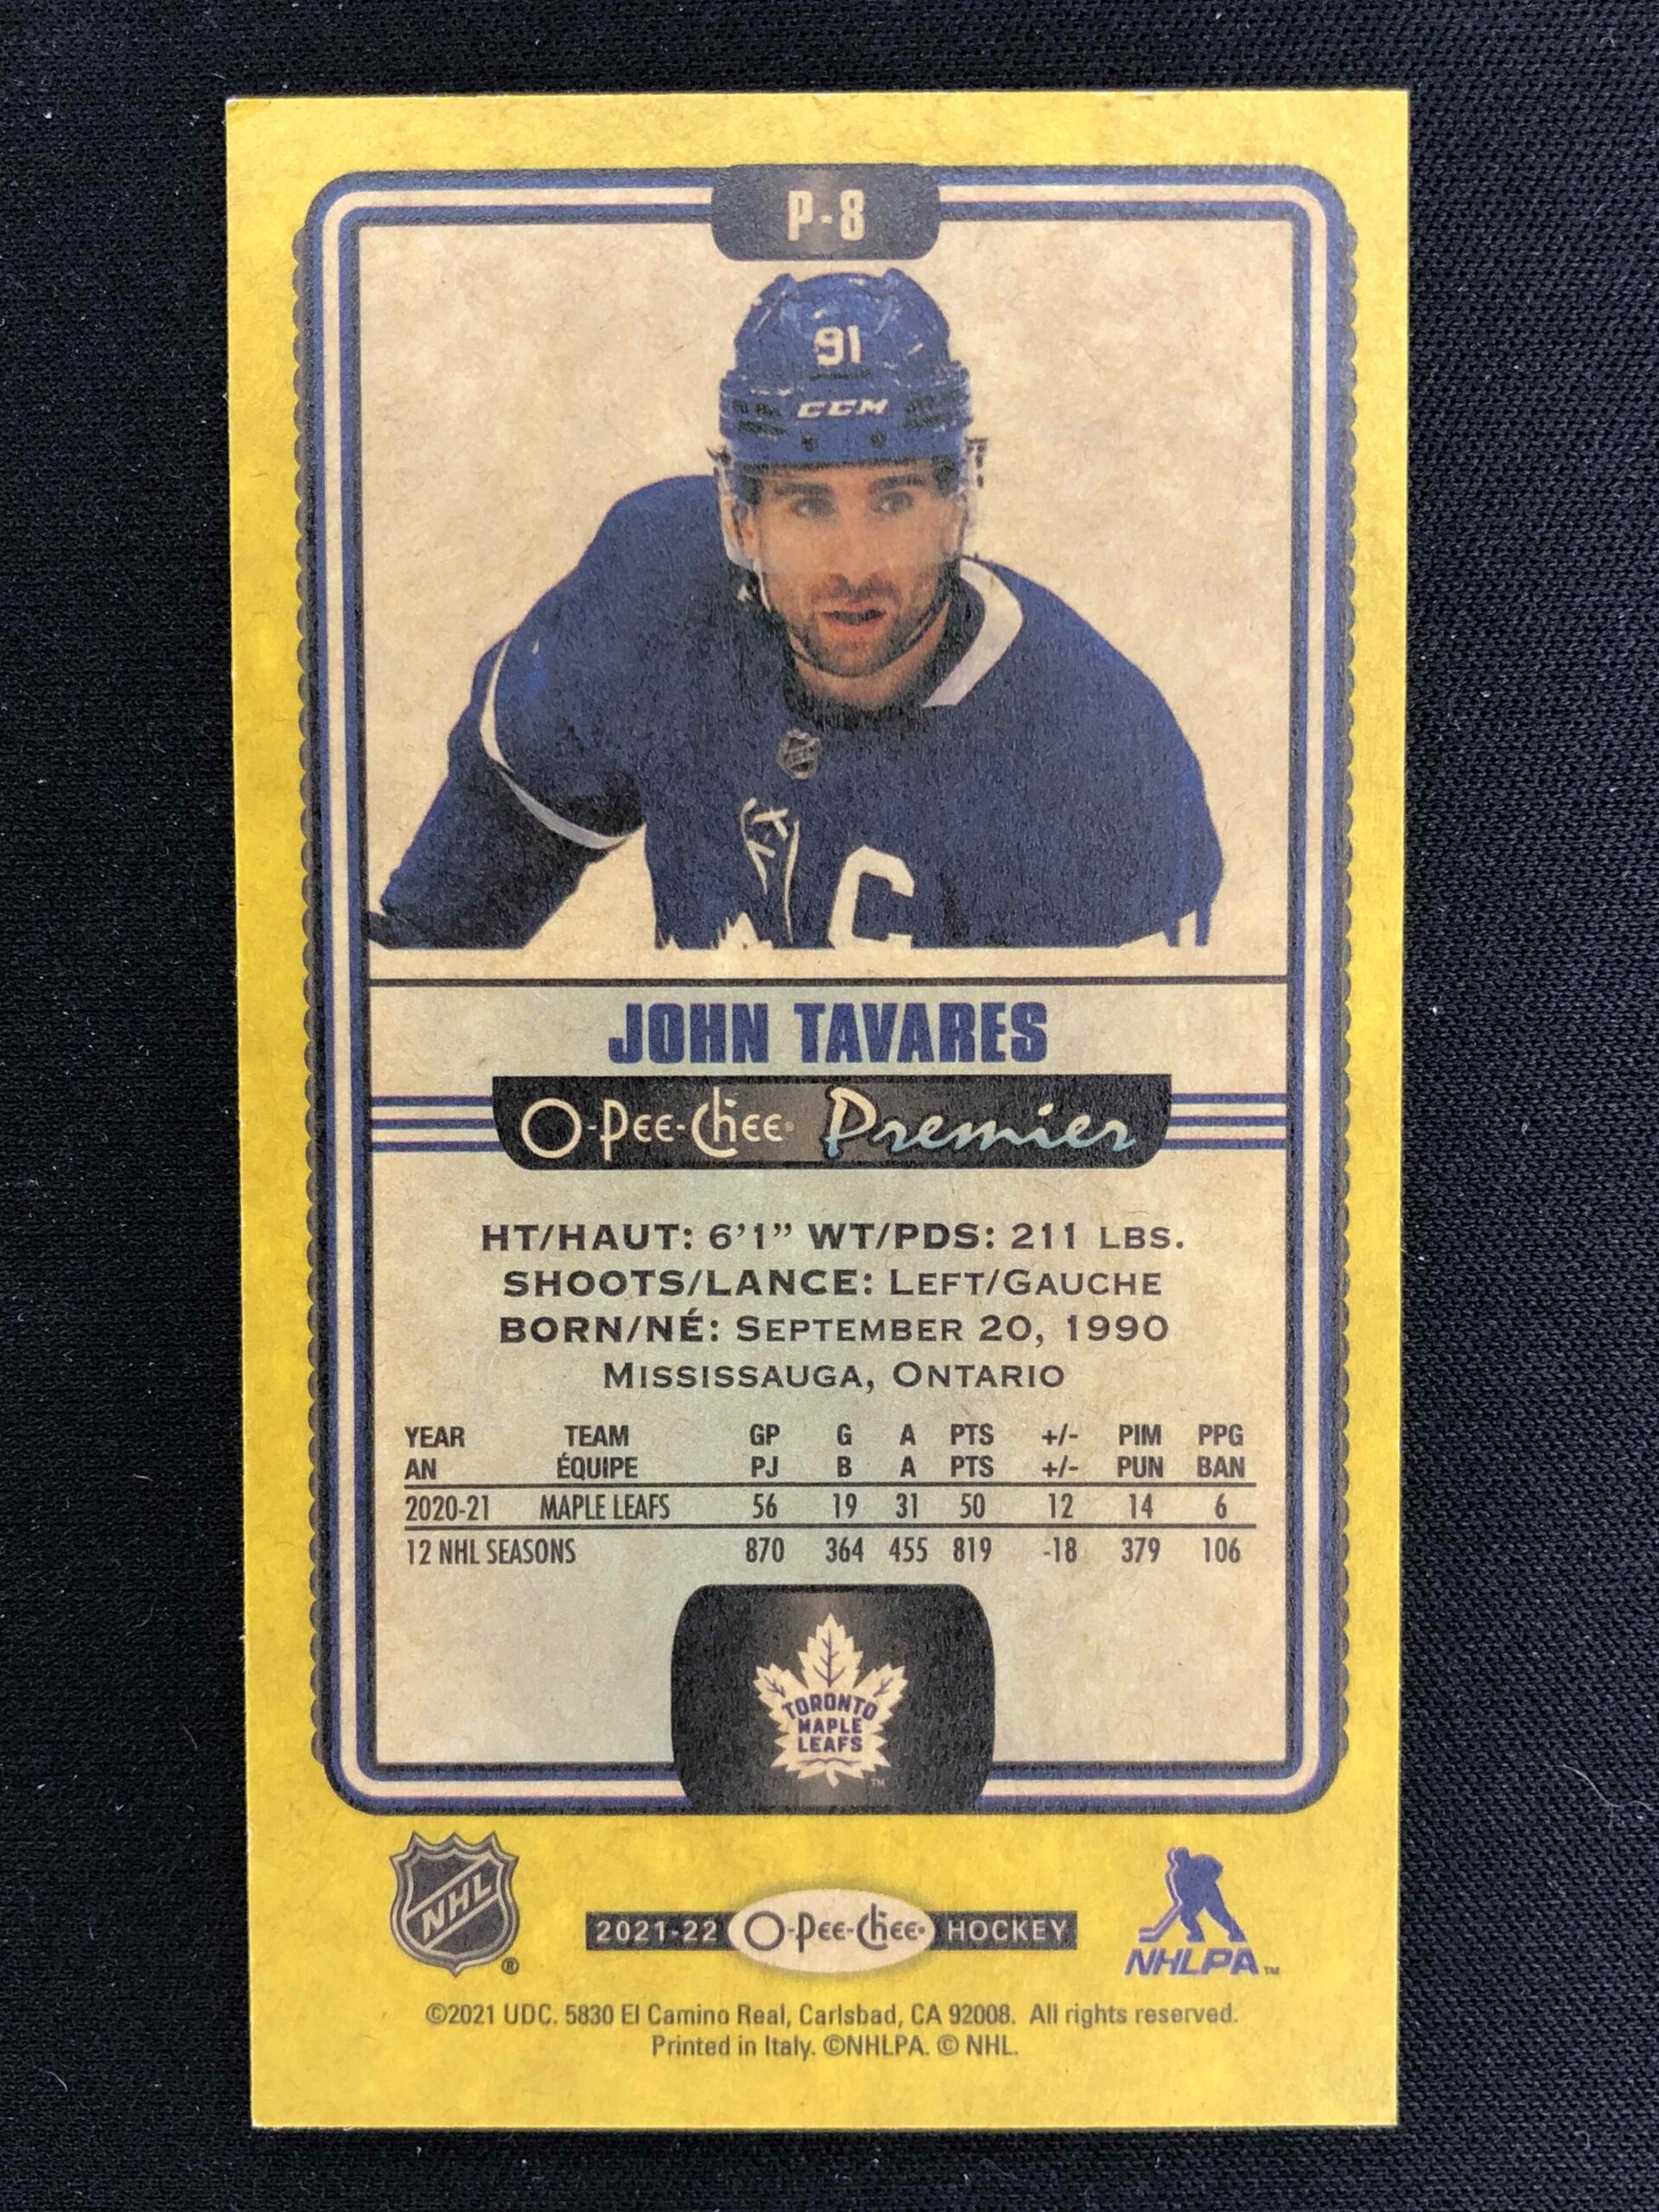 P-8
91
CCM
C
JOHN TAVARES
O-Pee-Chee® Premier
HT/HAUT: 6'1” WT/PDS: 211 LBS.
SHOOTS/LANCE: LEFT/GAUCHE
BORN/NÉ: SEPTEMBER 20, 1990
MISSISSAUGA, ONTARIO
YEAR TEAM GP G A PTS +/- PIM PPG
AN ÉQUIPE PJ B A PTS +/- PUN BAN
2020-21 MAPLE LEAFS 56 19 31 50 12 14 6
12 NHL SEASONS 870 364 455 819 -18 379 106
TORONTO
MAPLE
LEAFS
™
NHL ®
2021-22 O-Pee-Chee® HOCKEY
NHLPA™
©2021 UDC. 5830 El Camino Real, Carlsbad, CA 92008. All rights reserved.
Printed in Italy. ©NHLPA. © NHL.